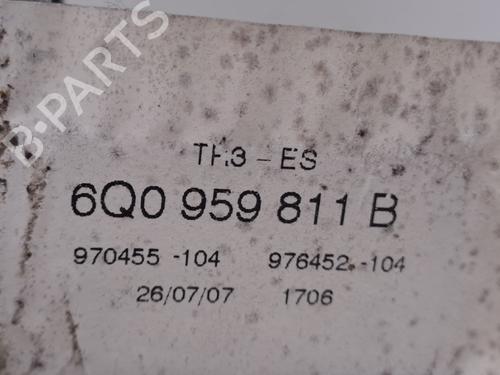 B-PARTS
TH3 - ES
6Q0 959 811 B
970455 -104 976452 -104
26/07/07 1706